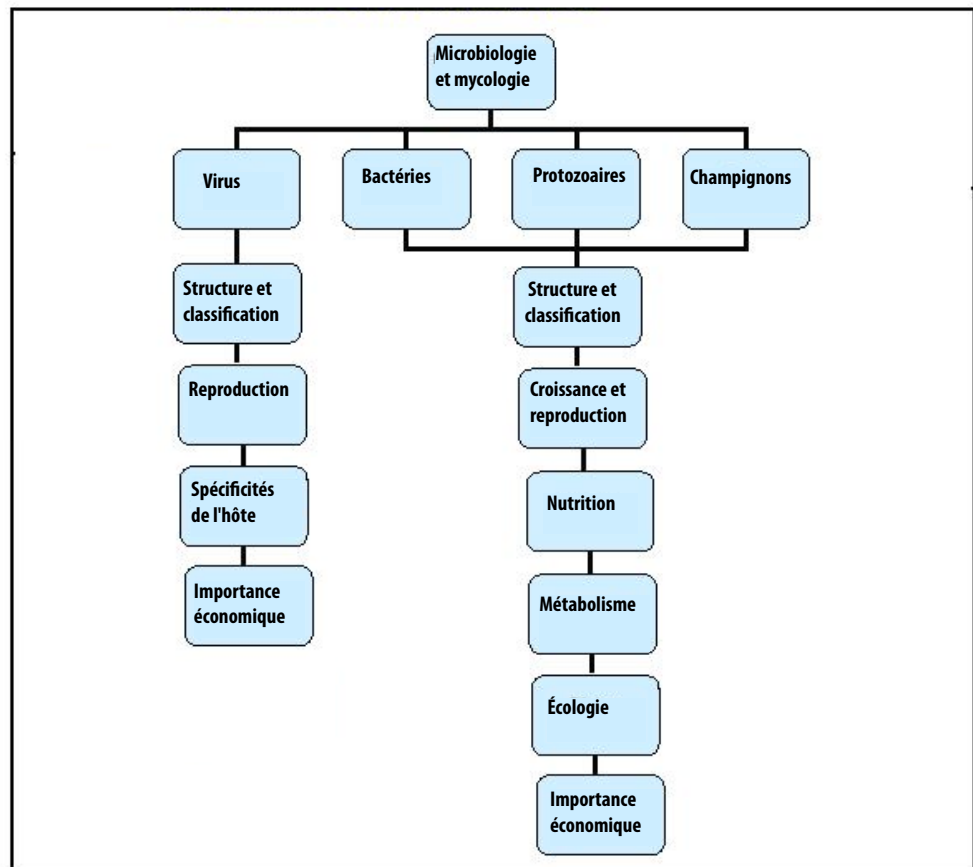 Microbiologie
et mycologie
Virus
Bactéries
Protozoaires
Champignons
Structure et
classification
Reproduction
Spécificités
de l'hôte
Importance
économique
Structure et
classification
Croissance et
reproduction
Nutrition
Métabolisme
Écologie
Importance
économique